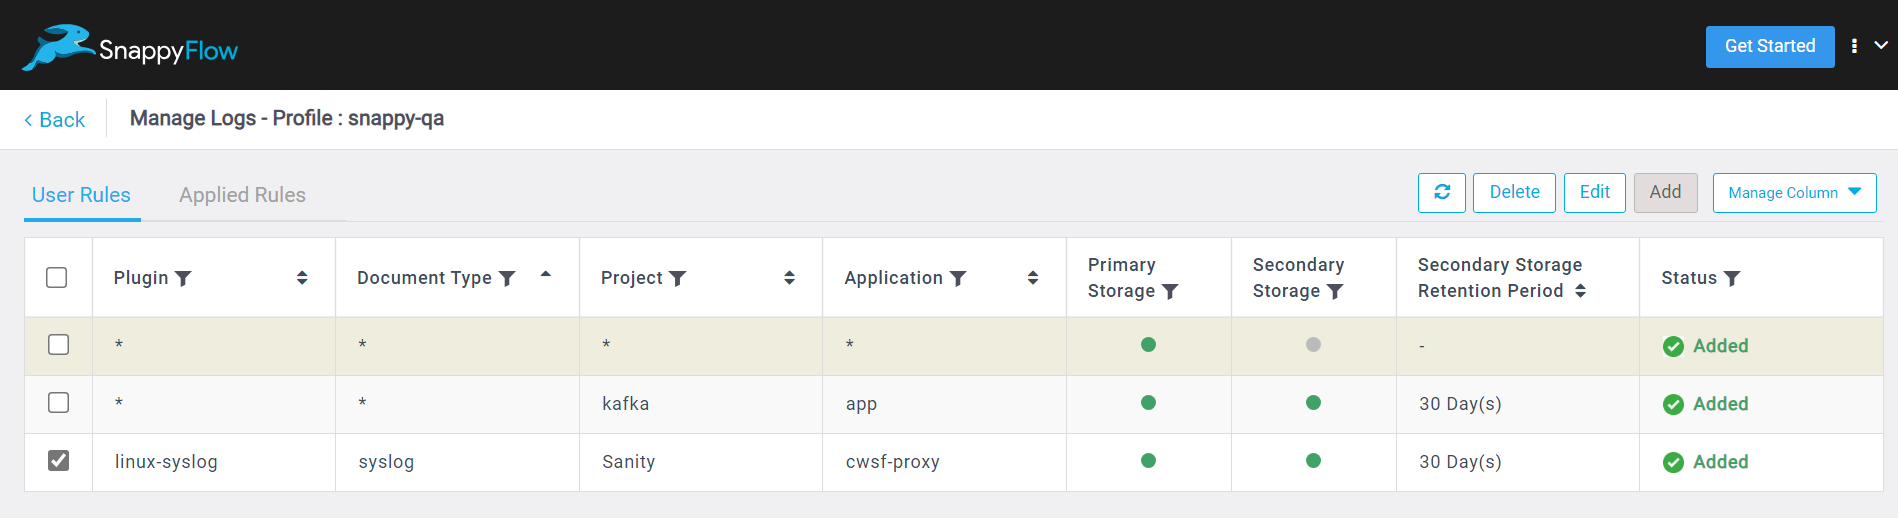 SnappyFlow
Get Started
Back
Manage Logs - Profile : snappy-qa
User Rules
Applied Rules
Delete
Edit
Add
Manage Column
Plugin
Document Type
Project
Application
Primary
Storage
Secondary
Storage
Secondary Storage
Retention Period
Status
* * * * - Added
* * kafka app 30 Day(s) Added
linux-syslog syslog Sanity cwsf-proxy 30 Day(s) Added